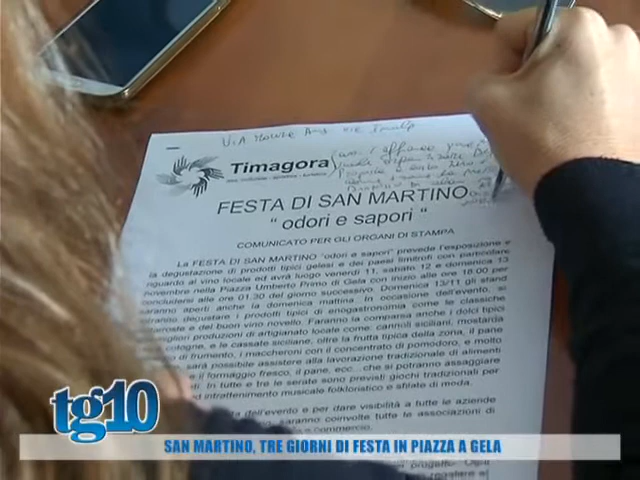 VIA
Timagora
FESTA DI SAN MARTINO
" odori e sapori "
COMUNICATO PER GLI ORGANI DI STAMPA
La FESTA DI SAN MARTINO "odori e sapori" prevede l'esposizione e
la degustazione di prodotti tipici gelesi e dei paesi limitrofi con particolare
riguardo al vino locale ed avrà luogo venerdì 11, sabato 12 e domenica 13
novembre nella Piazza Umberto Primo di Gela con inizio alle ore 18.00 per
concludersi alle ore 01.30 del giorno successivo. Domenica 13/11 gli stand
saranno aperti anche la domenica mattina. In occasione dell'evento, si
potranno degustare i prodotti tipici di enogastronomia come le classiche
e del buon vino novello. Faranno la compagnia anche i dolci tipici
migliori produzioni di artigianato locale come: cannoli siciliani, mostarda
cotogne, e le cassate siciliane, oltre la frutta tipica della zona, il pane
di frumento, i maccheroni con il concentrato di pomodoro, e molto
sarà possibile assistere alla lavorazione tradizionale di alimenti
e il formaggio fresco, il pane, ecc...che si potranno assaggiare
In tutte e tre le serate sono previsti giochi tradizionali per
ed intrattenimento musicale folkloristico e sfilate di moda.
dell'evento e per dare visibilità a tutte le aziende
saranno coinvolte tutte le associazioni di
e commercio.
progetto
tg10
SAN MARTINO, TRE GIORNI DI FESTA IN PIAZZA A GELA